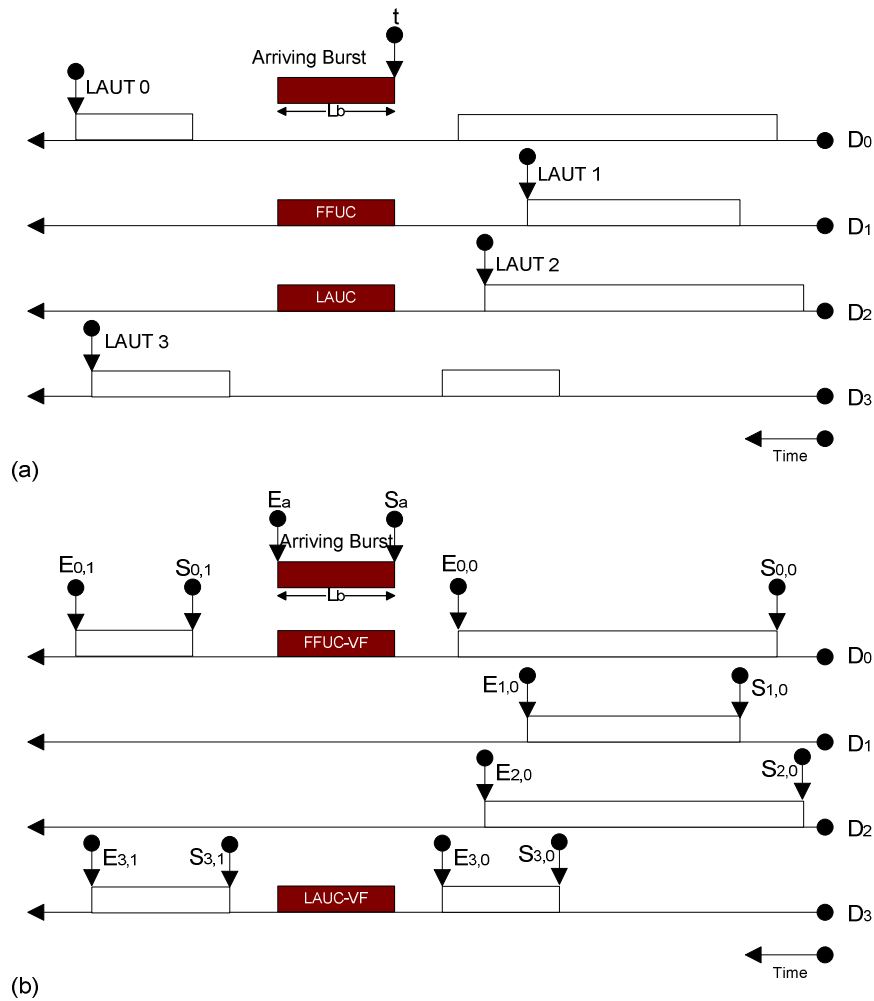 t
Arriving Burst
LAUT 0
Lb
D0
LAUT 1
FFUC
D1
LAUT 2
LAUC
D2
LAUT 3
D3
Time
(a)
Ea
Sa
Arriving Burst
E0,1
S0,1
E0,0
S0,0
Lb
FFUC-VF
D0
E1,0
S1,0
D1
E2,0
S2,0
D2
E3,1
S3,1
E3,0
S3,0
LAUC-VF
D3
Time
(b)